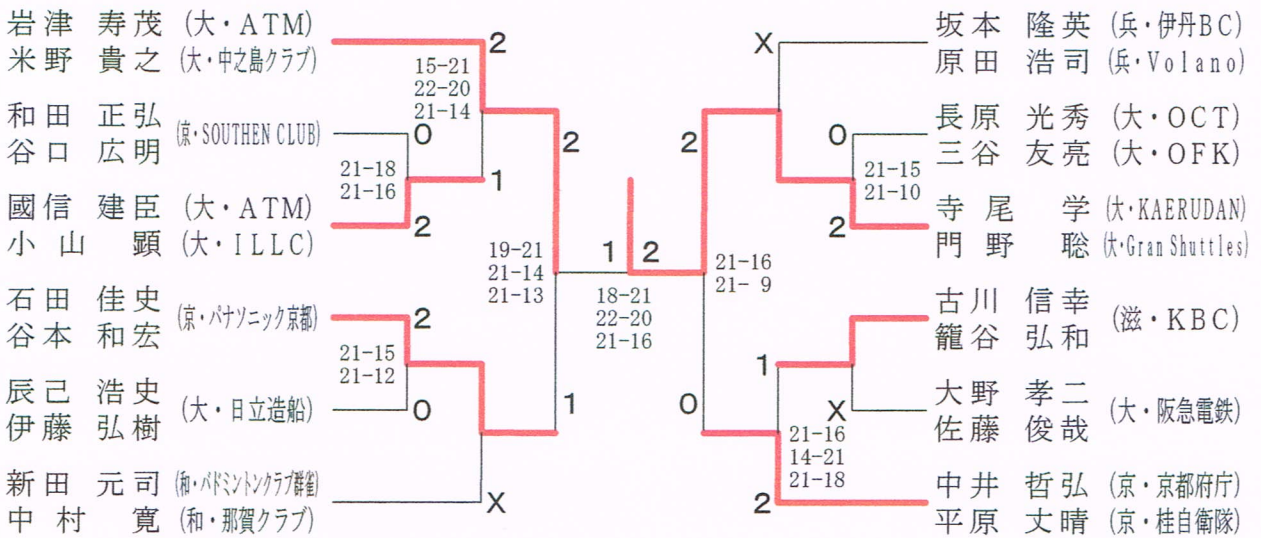 岩津 寿茂 (大・ATM)
米野 貴之 (大・中之島クラブ)
2
15-21
22-20
21-14
和田 正弘
谷口 広明
(京・SOUTHEN CLUB)
0
21-18
21-16
1
國信 建臣 (大・ATM)
小山 顕 (大・ILLC)
2
2
19-21
21-14
21-13
石田 佳史
谷本 和宏
(京・パナソニック京都)
2
21-15
21-12
辰己 浩史
伊藤 弘樹
(大・日立造船)
0
1
新田 元司 (和・バドミントンクラブ群雀)
中村 寛 (和・那賀クラブ)
X
1 2
18-21
22-20
21-16
坂本 隆英 (兵・伊丹BC)
原田 浩司 (兵・Volano)
X
長原 光秀 (大・OCT)
三谷 友亮 (大・OFK)
0
21-15
21-10
2
寺尾 学 (大・KAERUDAN)
門野 聡 (大・Gran Shuttles)
2
21-16
21- 9
古川 信幸
籠谷 弘和
(滋・KBC)
1
大野 孝二
佐藤 俊哉
(大・阪急電鉄)
X
0
21-16
14-21
21-18
中井 哲弘 (京・京都府庁)
平原 丈晴 (京・桂自衛隊)
2